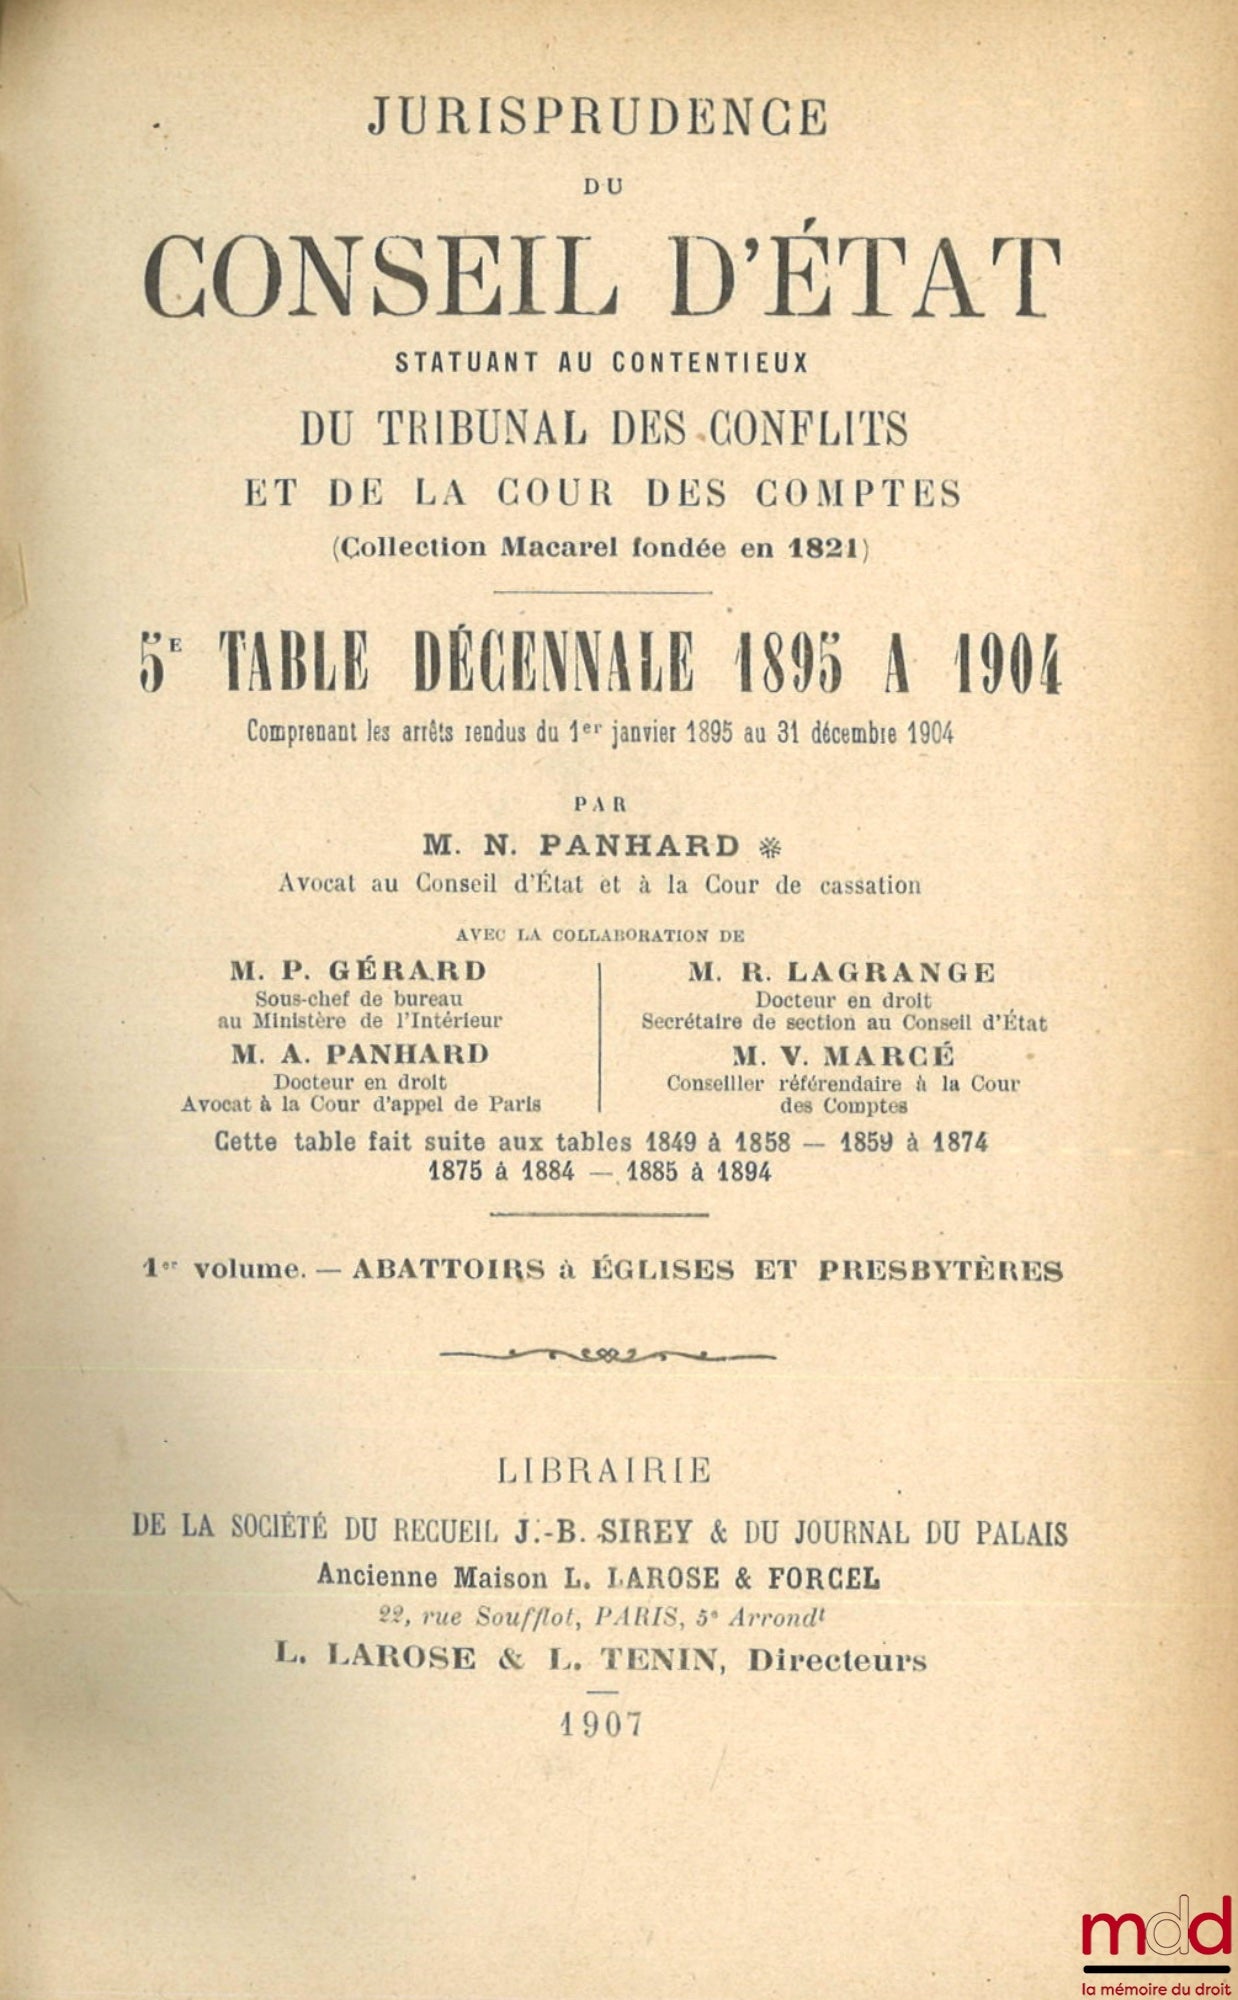 JURISPRUDENCE
DU
CONSEIL D'ÉTAT
STATUANT AU CONTENTIEUX
DU TRIBUNAL DES CONFLITS
ET DE LA COUR DES COMPTES
(Collection Macarel fondée en 1821)
5E TABLE DÉCENNALE 1895 A 1904
Comprenant les arrêts rendus du 1er janvier 1895 au 31 décembre 1904
PAR
M. N. PANHARD ※
Avocat au Conseil d'État et à la Cour de cassation
AVEC LA COLLABORATION DE
M. P. GÉRARD
Sous-chef de bureau
au Ministère de l'Intérieur
M. A. PANHARD
Docteur en droit
Avocat à la Cour d'appel de Paris
M. R. LAGRANGE
Docteur en droit
Secrétaire de section au Conseil d'État
M. V. MARCÉ
Conseiller référendaire à la Cour
des Comptes
Cette table fait suite aux tables 1849 à 1858 — 1859 à 1874
1875 à 1884 — 1885 à 1894
1er volume. — ABATTOIRS à ÉGLISES ET PRESBYTÈRES
LIBRAIRIE
DE LA SOCIÉTÉ DU RECUEIL J.-B. SIREY & DU JOURNAL DU PALAIS
Ancienne Maison L. LAROSE & FORCEL
22, rue Soufflot, PARIS, 5e Arrondt
L. LAROSE & L. TENIN, Directeurs
1907
mdd
la mémoire du droit